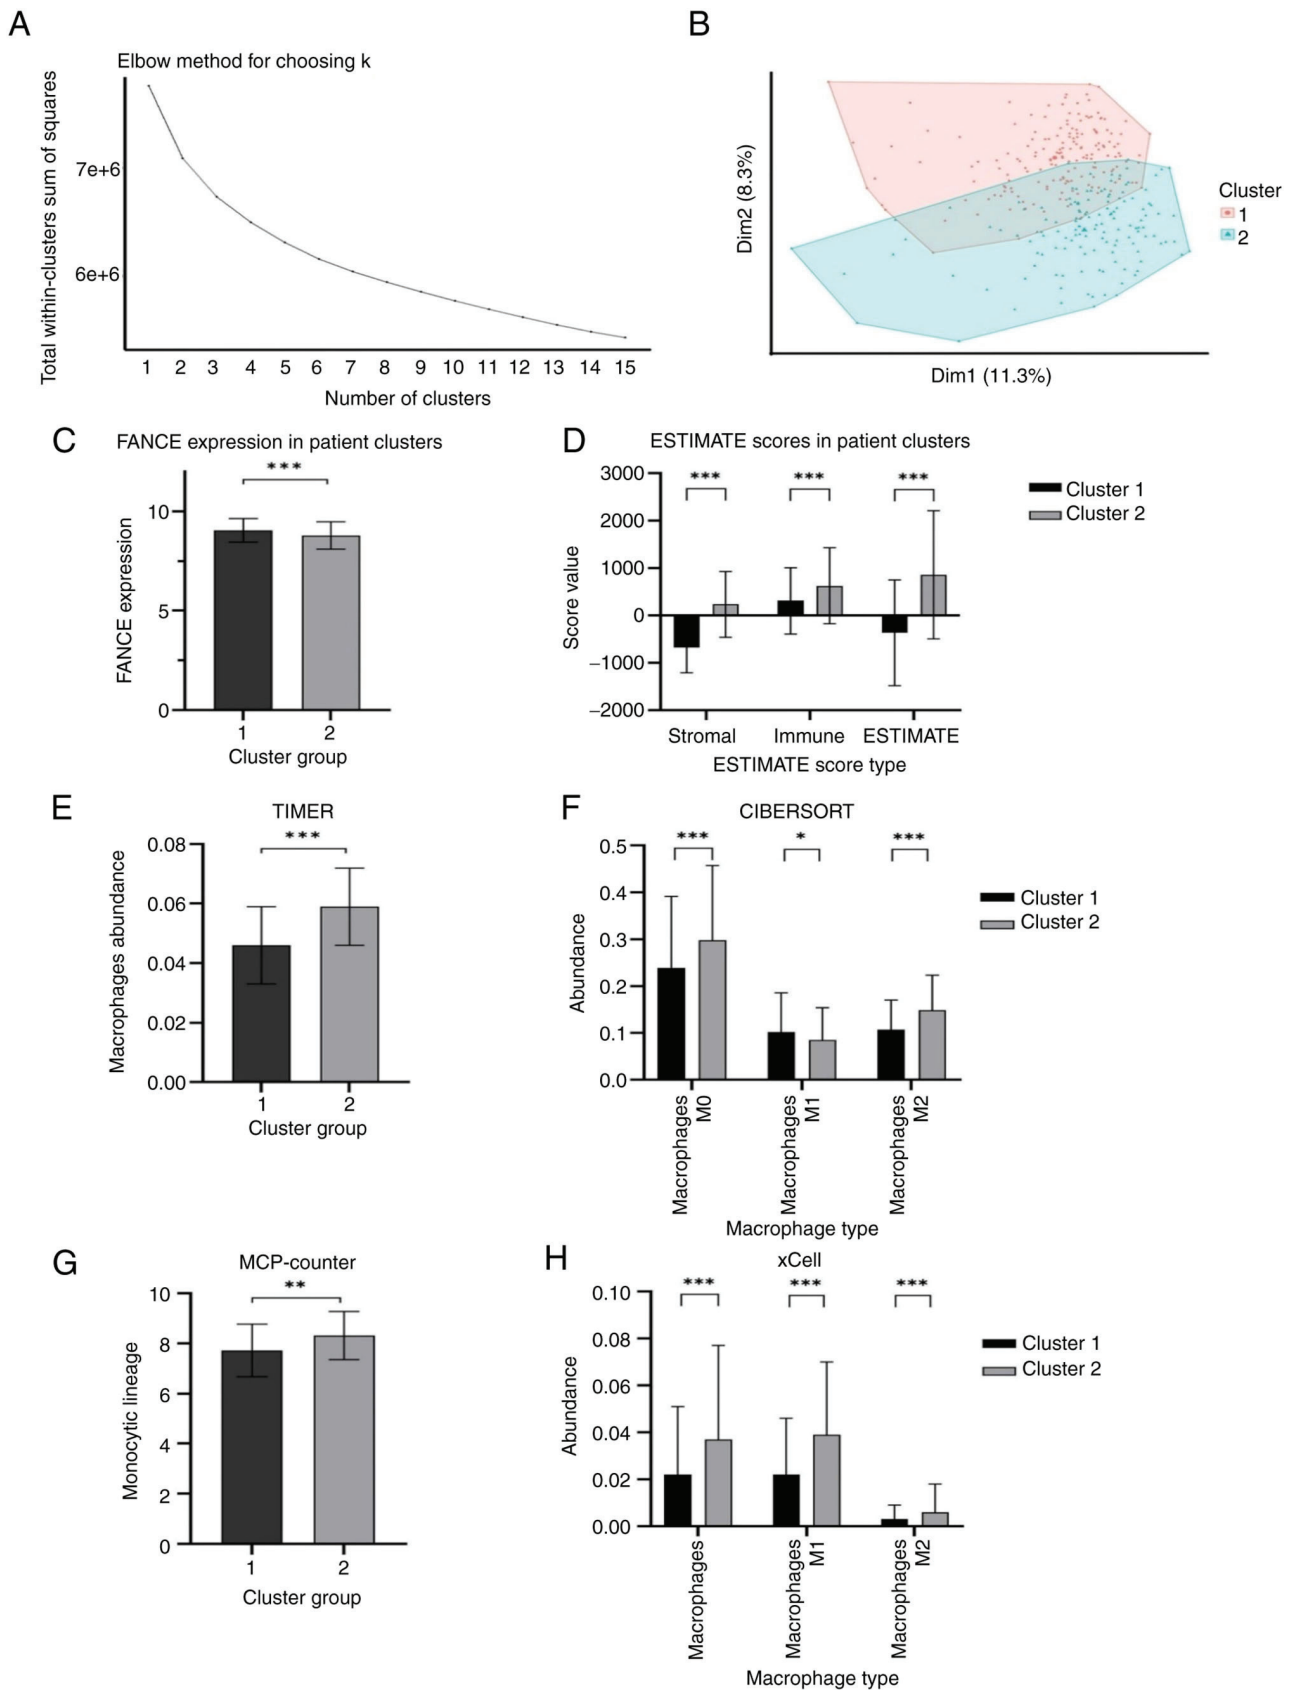 A
Elbow method for choosing k
Total within-clusters sum of squares
7e+6
6e+6
1 2 3 4 5 6 7 8 9 10 11 12 13 14 15
Number of clusters
B
Dim2 (8.3%)
Dim1 (11.3%)
Cluster
1
2
C
FANCE expression in patient clusters
***
FANCE expression
10
5
0
1 2
Cluster group
D
ESTIMATE scores in patient clusters
*** *** ***
Cluster 1
Cluster 2
Score value
3000
2000
1000
0
−1000
−2000
Stromal Immune ESTIMATE
ESTIMATE score type
E
TIMER
***
Macrophages abundance
0.08
0.06
0.04
0.02
0.00
1 2
Cluster group
F
CIBERSORT
*** * ***
Cluster 1
Cluster 2
Abundance
0.5
0.4
0.3
0.2
0.1
0.0
Macrophages
M0
Macrophages
M1
Macrophages
M2
Macrophage type
G
MCP-counter
**
Monocytic lineage
10
8
6
4
2
0
1 2
Cluster group
H
xCell
*** *** ***
Cluster 1
Cluster 2
Abundance
0.10
0.08
0.06
0.04
0.02
0.00
Macrophages
Macrophages
M1
Macrophages
M2
Macrophage type